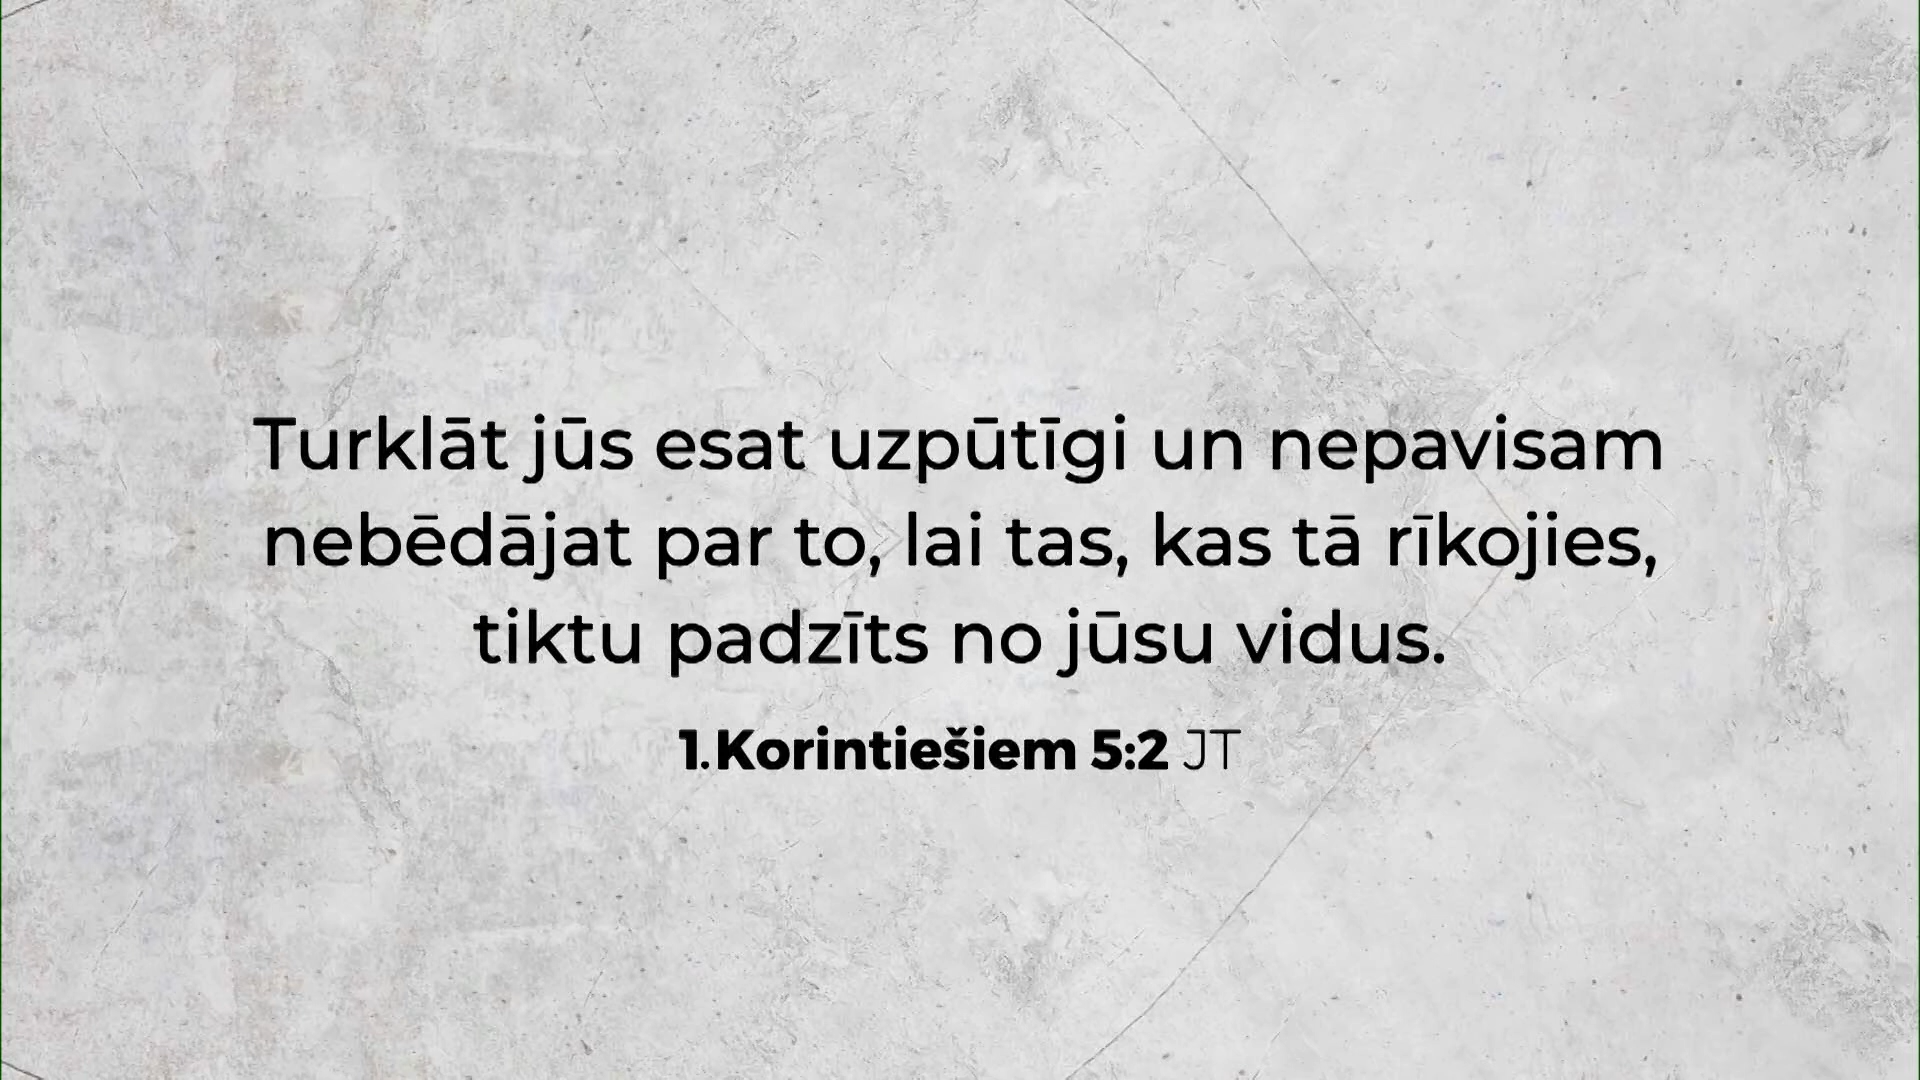 Turklāt jūs esat uzpūtīgi un nepavisam
nebēdājat par to, lai tas, kas tā rīkojies,
tiktu padzīts no jūsu vidus.
1.Korintiešiem 5:2 JT